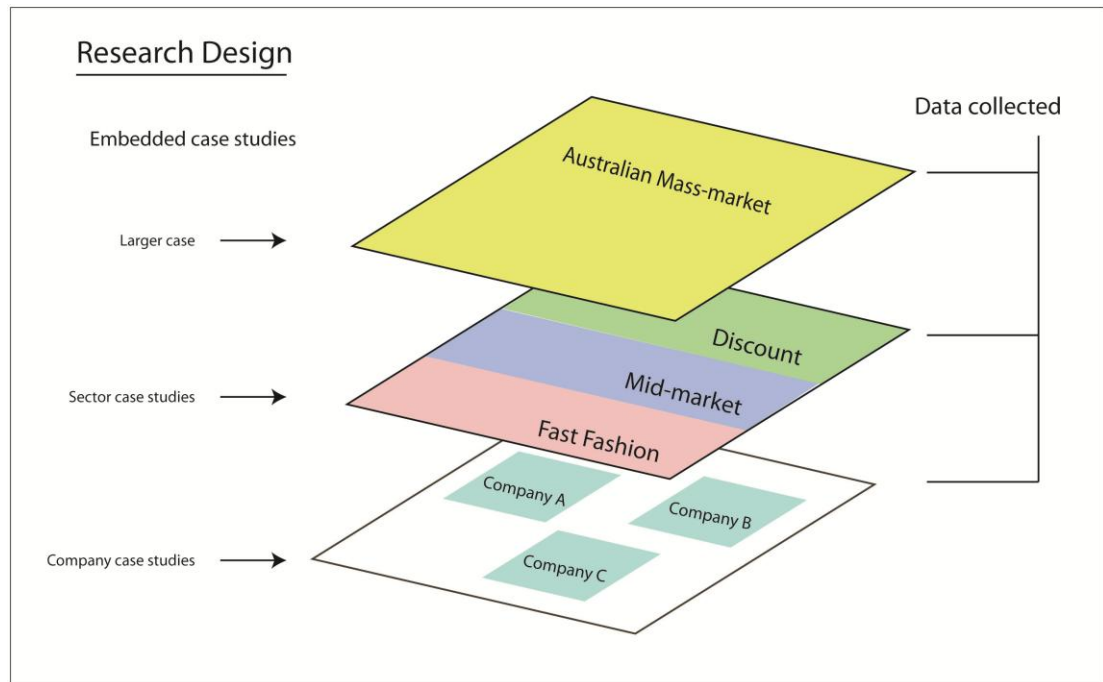 Research Design
Data collected
Embedded case studies
Australian Mass-market
Larger case
Discount
Mid-market
Sector case studies
Fast Fashion
Company A
Company B
Company case studies
Company C